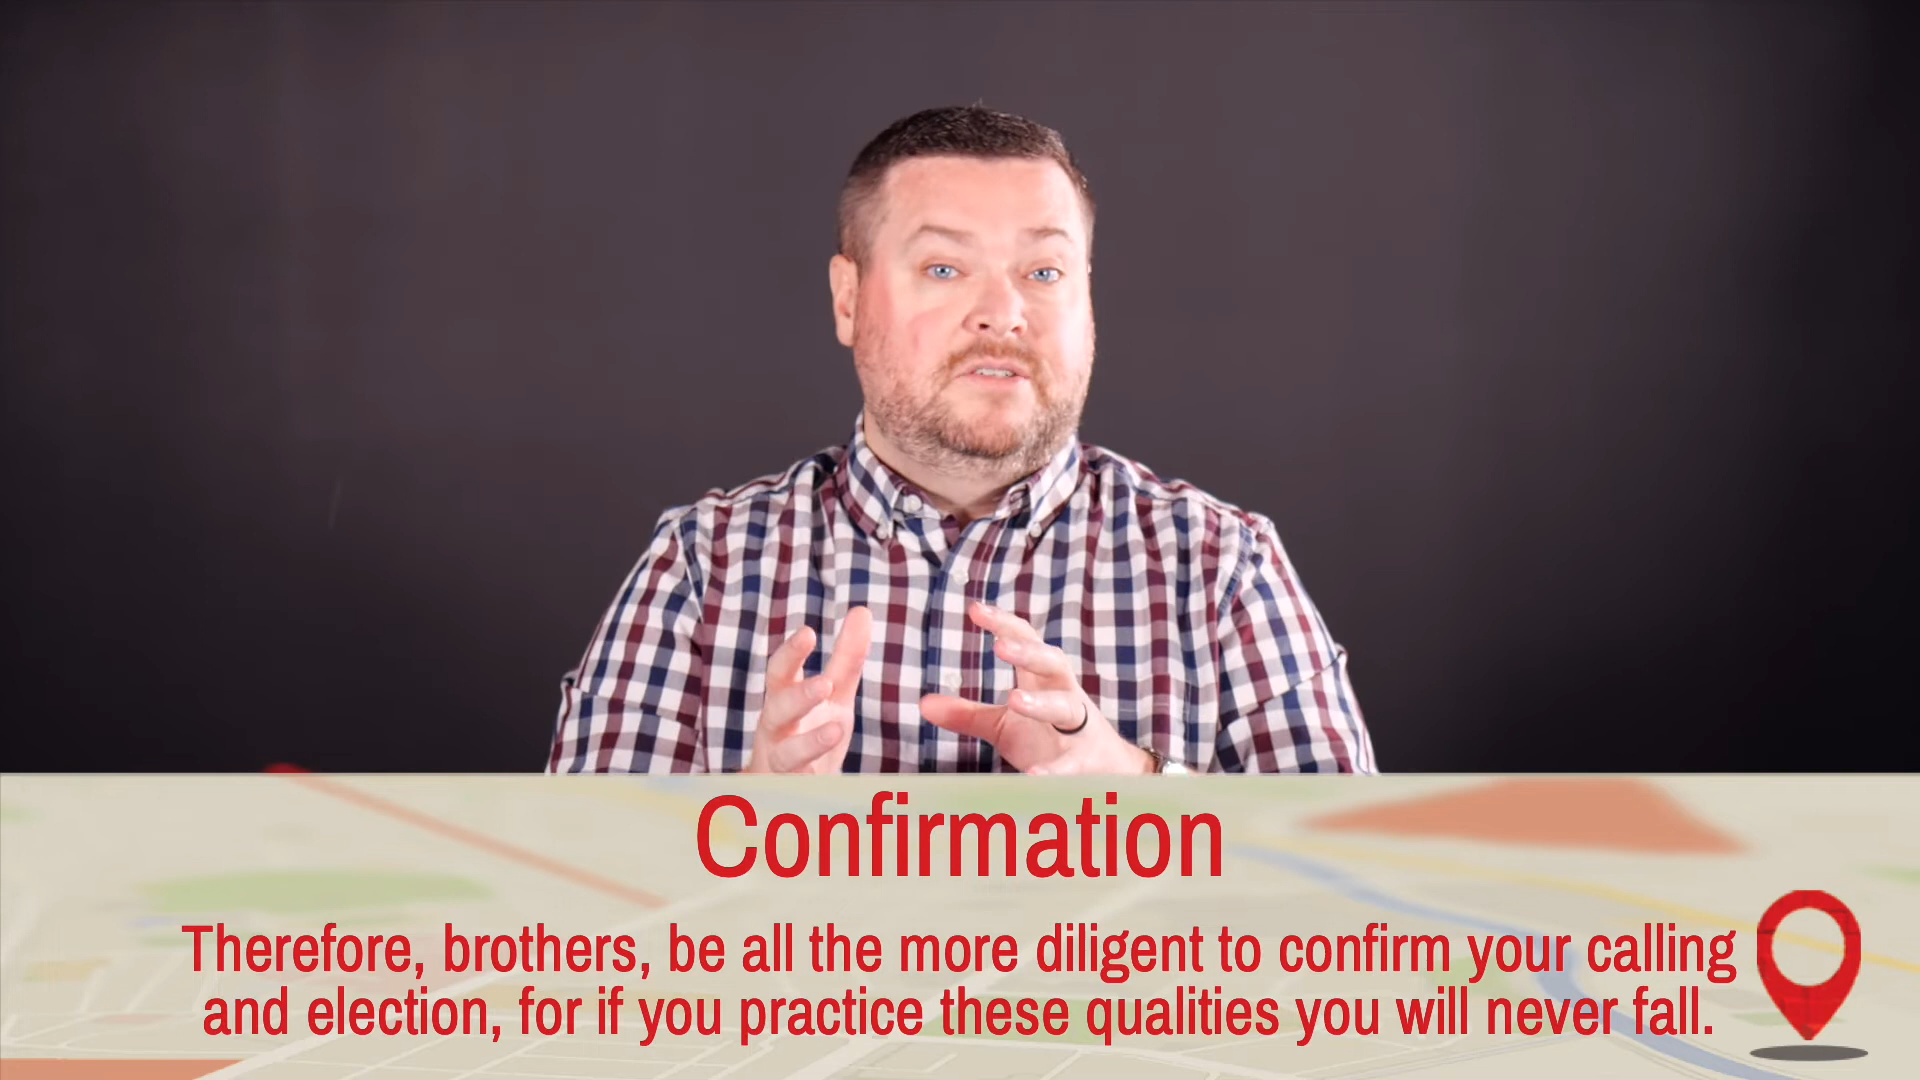 Confirmation
Therefore, brothers, be all the more diligent to confirm your calling
and election, for if you practice these qualities you will never fall.